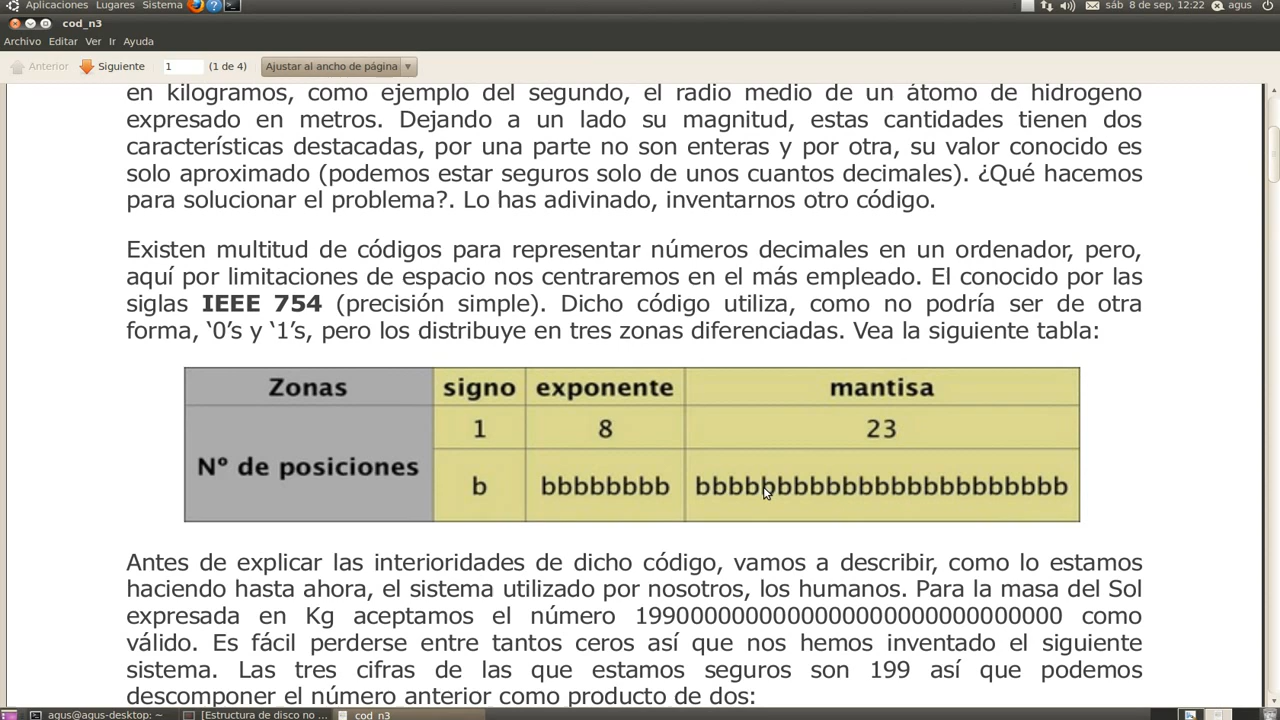 Aplicaciones Lugares Sistema sáb 8 de sep, 12:22 agus
cod_n3
Archivo Editar Ver Ir Ayuda
Anterior Siguiente 1 (1 de 4) Ajustar al ancho de página
en kilogramos, como ejemplo del segundo, el radio medio de un átomo de hidrogeno
expresado en metros. Dejando a un lado su magnitud, estas cantidades tienen dos
características destacadas, por una parte no son enteras y por otra, su valor conocido es
solo aproximado (podemos estar seguros solo de unos cuantos decimales). ¿Qué hacemos
para solucionar el problema?. Lo has adivinado, inventarnos otro código.
Existen multitud de códigos para representar números decimales en un ordenador, pero,
aquí por limitaciones de espacio nos centraremos en el más empleado. El conocido por las
siglas IEEE 754 (precisión simple). Dicho código utiliza, como no podría ser de otra
forma, ‘0’s y ‘1’s, pero los distribuye en tres zonas diferenciadas. Vea la siguiente tabla:
Zonas signo exponente mantisa
1 8 23
Nº de posiciones
b bbbbbbbb bbbbbbbbbbbbbbbbbbbbbbb
Antes de explicar las interioridades de dicho código, vamos a describir, como lo estamos
haciendo hasta ahora, el sistema utilizado por nosotros, los humanos. Para la masa del Sol
expresada en Kg aceptamos el número 1990000000000000000000000000000 como
válido. Es fácil perderse entre tantos ceros así que nos hemos inventado el siguiente
sistema. Las tres cifras de las que estamos seguros son 199 así que podemos
descomponer el número anterior como producto de dos:
agus@agus-desktop: ~ [Estructura de disco no ... cod_n3